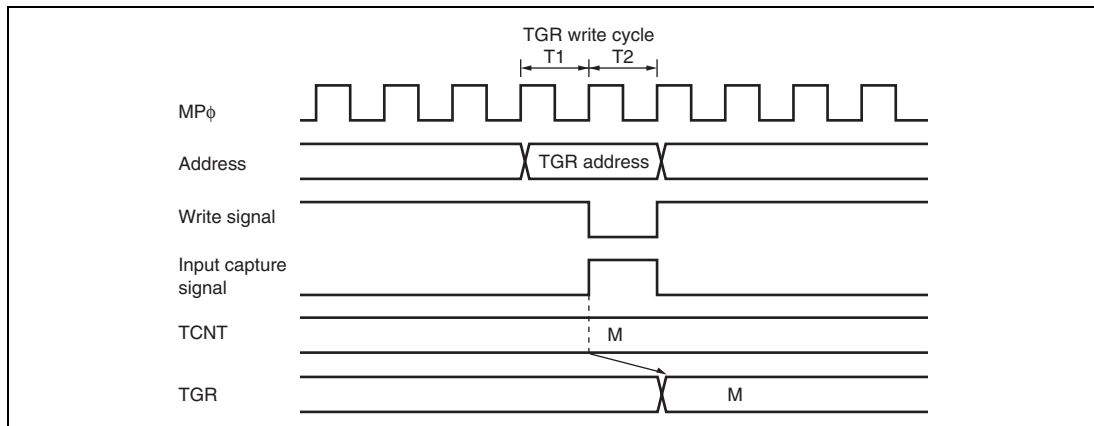 TGR write cycle
T1 T2
MPϕ
Address TGR address
Write signal
Input capture
signal
TCNT M
TGR M